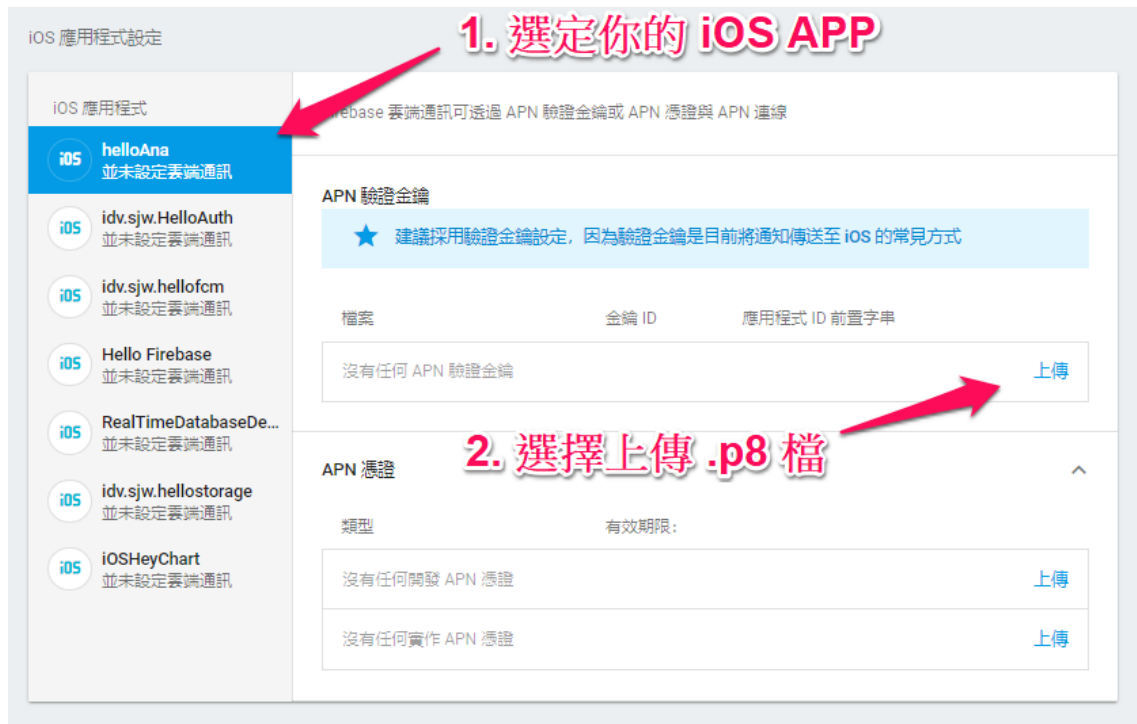 iOS 應用程式設定
1. 選定你的 iOS APP
iOS 應用程式
iOS helloAna
並未設定雲端通訊
iOS idv.sjw.HelloAuth
並未設定雲端通訊
iOS idv.sjw.hellofcm
並未設定雲端通訊
iOS Hello Firebase
並未設定雲端通訊
iOS RealTimeDatabaseDe...
並未設定雲端通訊
iOS idv.sjw.hellostorage
並未設定雲端通訊
iOS iOSHeyChart
並未設定雲端通訊
irebase 雲端通訊可透過 APN 驗證金鑰或 APN 憑證與 APN 連線
APN 驗證金鑰
建議採用驗證金鑰設定，因為驗證金鑰是目前將通知傳送至 iOS 的常見方式
檔案 金鑰 ID 應用程式 ID 前置字串
沒有任何 APN 驗證金鑰 上傳
2. 選擇上傳 .p8 檔
APN 憑證
類型 有效期限：
沒有任何開發 APN 憑證 上傳
沒有任何實作 APN 憑證 上傳